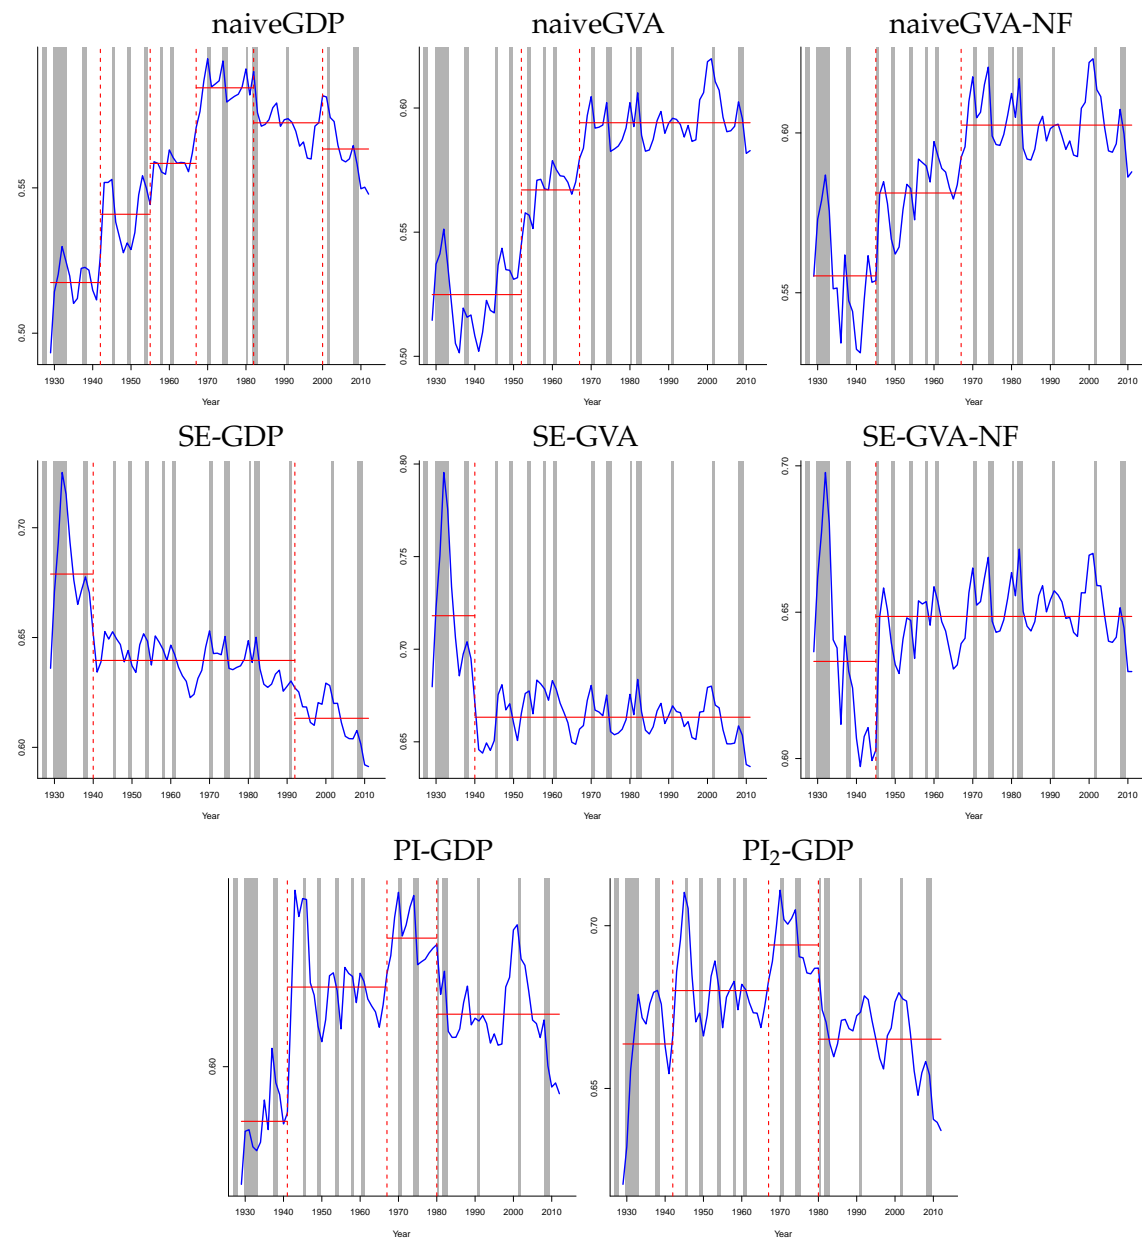 naiveGDP naiveGVA naiveGVA-NF
0.55
0.50
1930 1940 1950 1960 1970 1980 1990 2000 2010
Year
0.60
0.55
0.50
1930 1940 1950 1960 1970 1980 1990 2000 2010
Year
0.60
0.55
1930 1940 1950 1960 1970 1980 1990 2000 2010
Year
SE-GDP SE-GVA SE-GVA-NF
0.70
0.65
0.60
1930 1940 1950 1960 1970 1980 1990 2000 2010
Year
0.80
0.75
0.70
0.65
1930 1940 1950 1960 1970 1980 1990 2000 2010
Year
0.70
0.65
0.60
1930 1940 1950 1960 1970 1980 1990 2000 2010
Year
PI-GDP PI₂-GDP
0.60
1930 1940 1950 1960 1970 1980 1990 2000 2010
Year
0.70
0.65
1930 1940 1950 1960 1970 1980 1990 2000 2010
Year